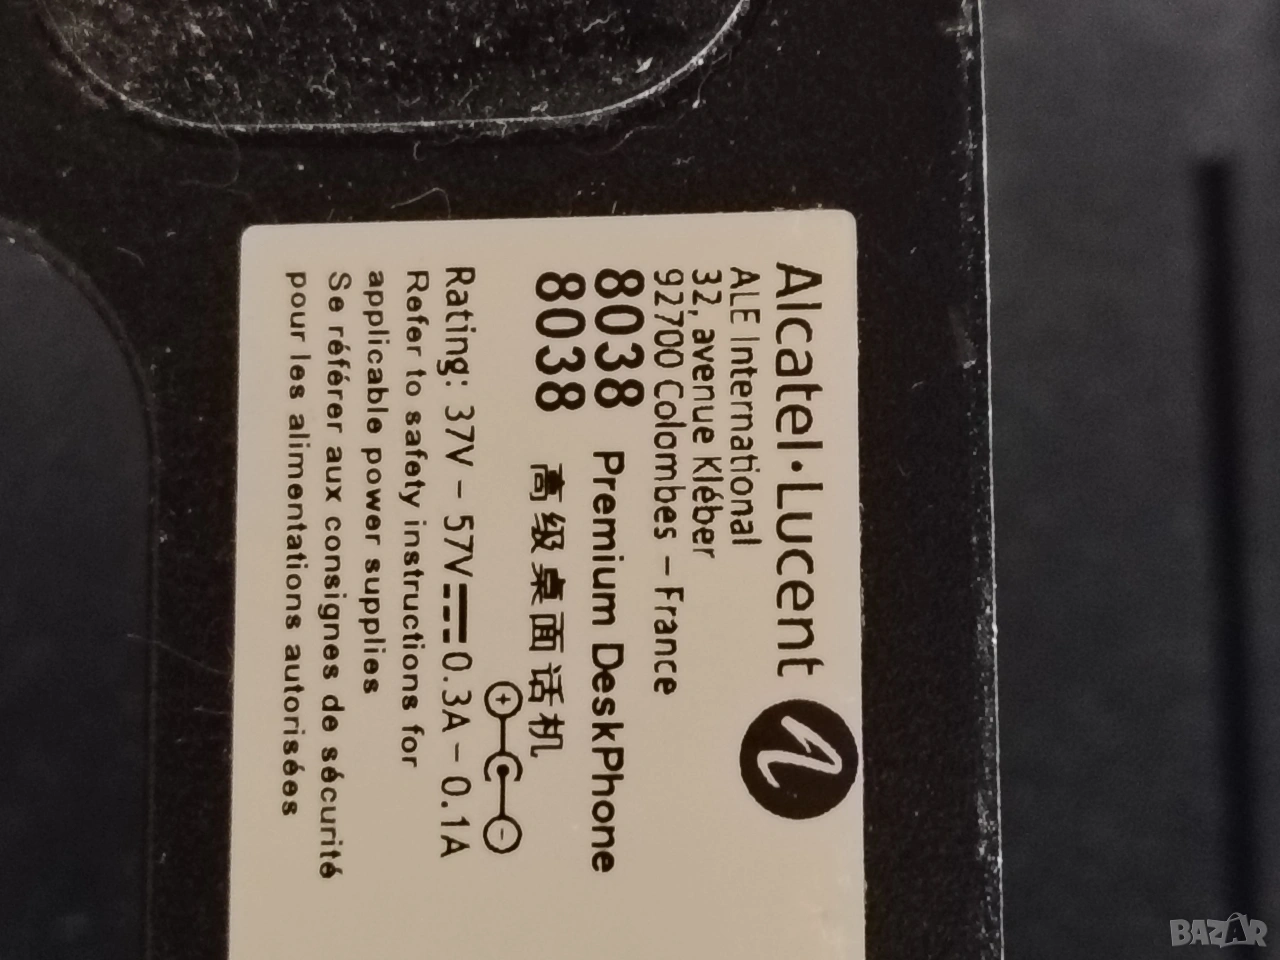 Alcatel·Lucent
ALE International
32, avenue Kléber
92700 Colombes – France
8038 Premium DeskPhone
8038 高级桌面话机
Rating: 37V – 57V⎓0.3A – 0.1A
Refer to safety instructions for
applicable power supplies
Se référer aux consignes de sécurité
pour les alimentations autorisées
BAZAR